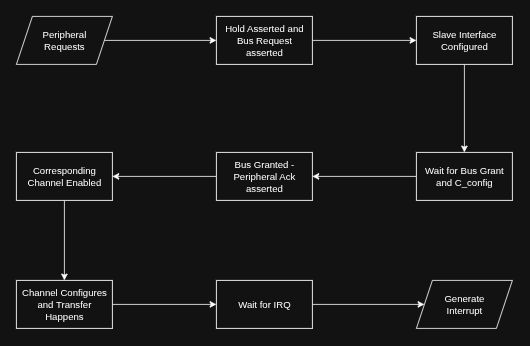 Peripheral
Requests
Hold Asserted and
Bus Request
asserted
Slave Interface
Configured
Wait for Bus Grant
and C_config
Bus Granted -
Peripheral Ack
asserted
Corresponding
Channel Enabled
Channel Configures
and Transfer
Happens
Wait for IRQ
Generate
Interrupt